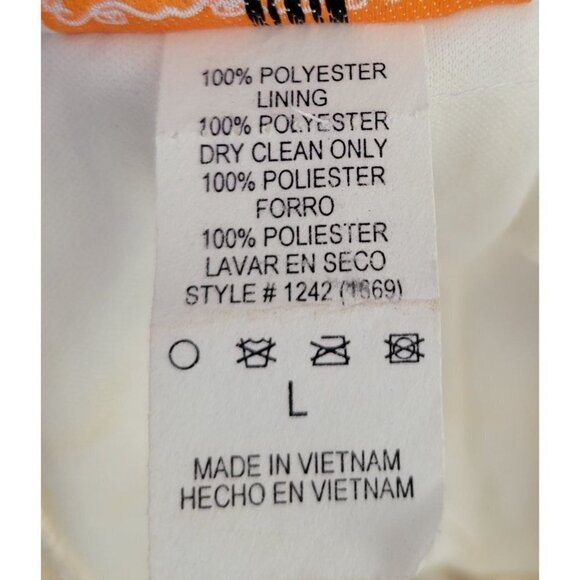 100% POLYESTER
LINING
100% POLYESTER
DRY CLEAN ONLY
100% POLIESTER
FORRO
100% POLIESTER
LAVAR EN SECO
STYLE # 1242 (1669)
L
MADE IN VIETNAM
HECHO EN VIETNAM